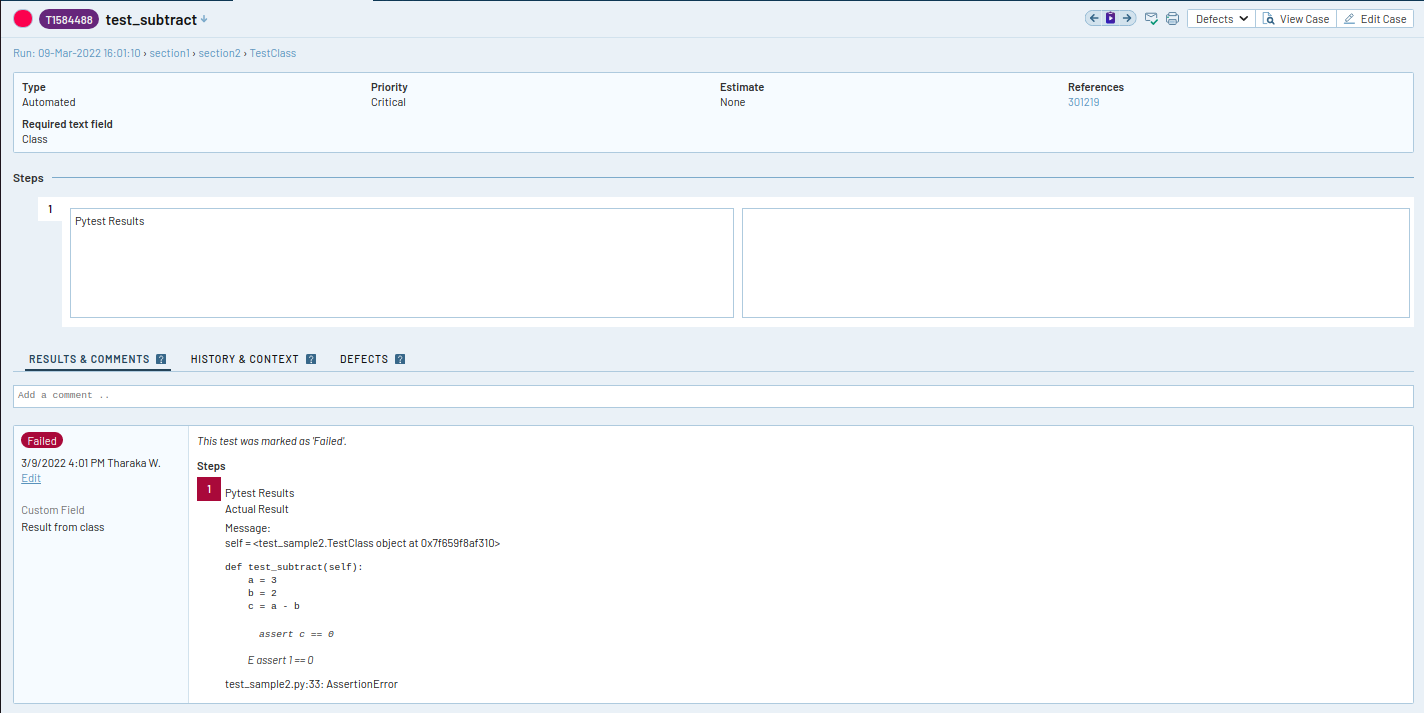 T1584488 test_subtract
Defects View Case Edit Case
Run: 09-Mar-2022 16:01:10 › section1 › section2 › TestClass
Type Priority Estimate References
Automated Critical None 301219
Required text field
Class
Steps
1
Pytest Results
RESULTS & COMMENTS ? HISTORY & CONTEXT ? DEFECTS ?
Add a comment ..
Failed
3/9/2022 4:01 PM Tharaka W.
Edit
Custom Field
Result from class
This test was marked as 'Failed'.
Steps
1 Pytest Results
Actual Result
Message:
self = <test_sample2.TestClass object at 0x7f659f8af310>
def test_subtract(self):
    a = 3
    b = 2
    c = a - b
assert c == 0
E assert 1 == 0
test_sample2.py:33: AssertionError